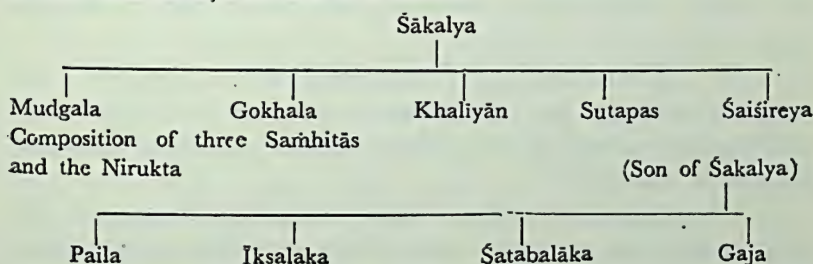 Śākalya
Mudgala Gokhala Khaliyān Sutapas Śaiśireya
Composition of three Saṁhitās
and the Nirukta
(Son of Śakalya)
Paila Īksalaka Śatabalāka Gaja